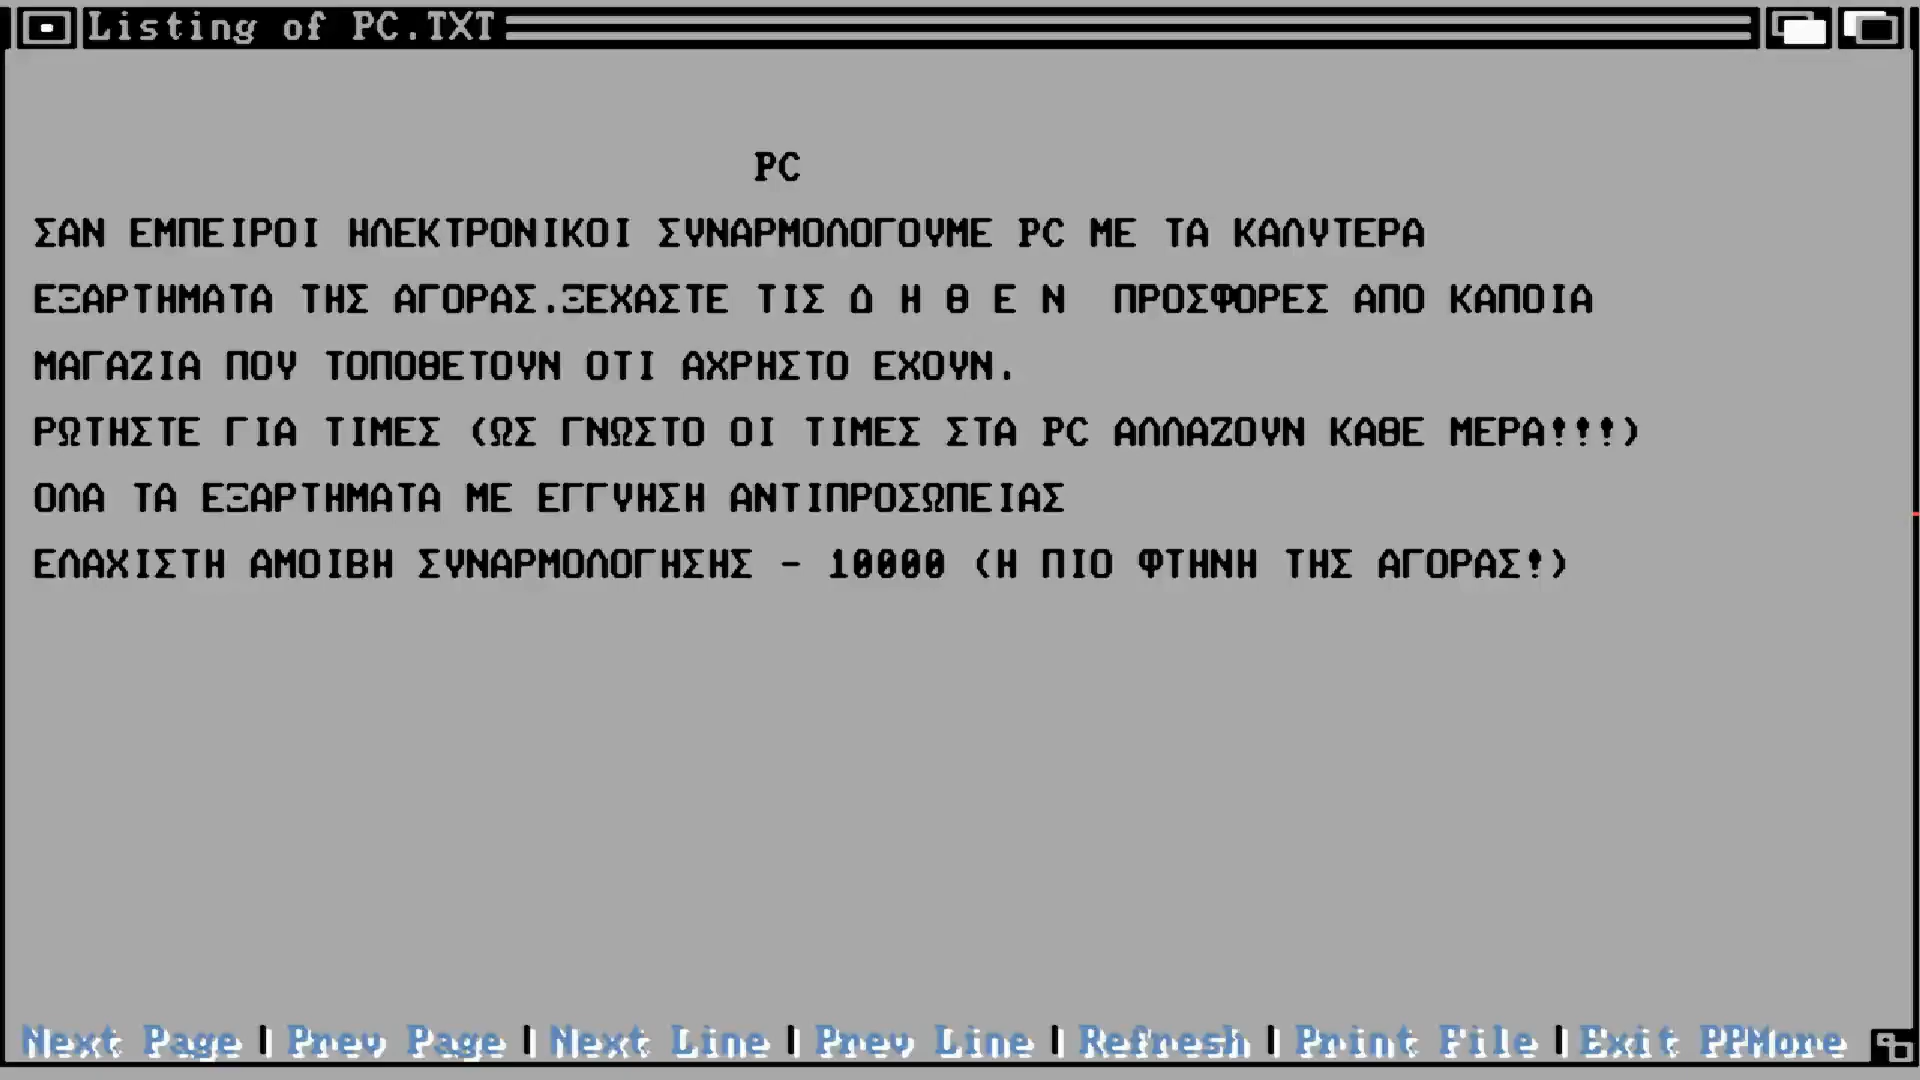 Listing of PC.TXT
PC
ΣΑΝ ΕΜΠΕΙΡΟΙ ΗΛΕΚΤΡΟΝΙΚΟΙ ΣΥΝΑΡΜΟΛΟΓΟΥΜΕ PC ΜΕ ΤΑ ΚΑΛΥΤΕΡΑ
ΕΞΑΡΤΗΜΑΤΑ ΤΗΣ ΑΓΟΡΑΣ.ΞΕΧΑΣΤΕ ΤΙΣ Δ Η Θ Ε Ν  ΠΡΟΣΦΟΡΕΣ ΑΠΟ ΚΑΠΟΙΑ
ΜΑΓΑΖΙΑ ΠΟΥ ΤΟΠΟΘΕΤΟΥΝ ΟΤΙ ΑΧΡΗΣΤΟ ΕΧΟΥΝ.
ΡΩΤΗΣΤΕ ΓΙΑ ΤΙΜΕΣ (ΩΣ ΓΝΩΣΤΟ ΟΙ ΤΙΜΕΣ ΣΤΑ PC ΑΛΛΑΖΟΥΝ ΚΑΘΕ ΜΕΡΑ!!!)
ΟΛΑ ΤΑ ΕΞΑΡΤΗΜΑΤΑ ΜΕ ΕΓΓΥΗΣΗ ΑΝΤΙΠΡΟΣΩΠΕΙΑΣ
ΕΛΑΧΙΣΤΗ ΑΜΟΙΒΗ ΣΥΝΑΡΜΟΛΟΓΗΣΗΣ - 10000 (Η ΠΙΟ ΦΤΗΝΗ ΤΗΣ ΑΓΟΡΑΣ!)
Next Page | Prev Page | Next Line | Prev Line | Refresh | Print File | Exit PPMore